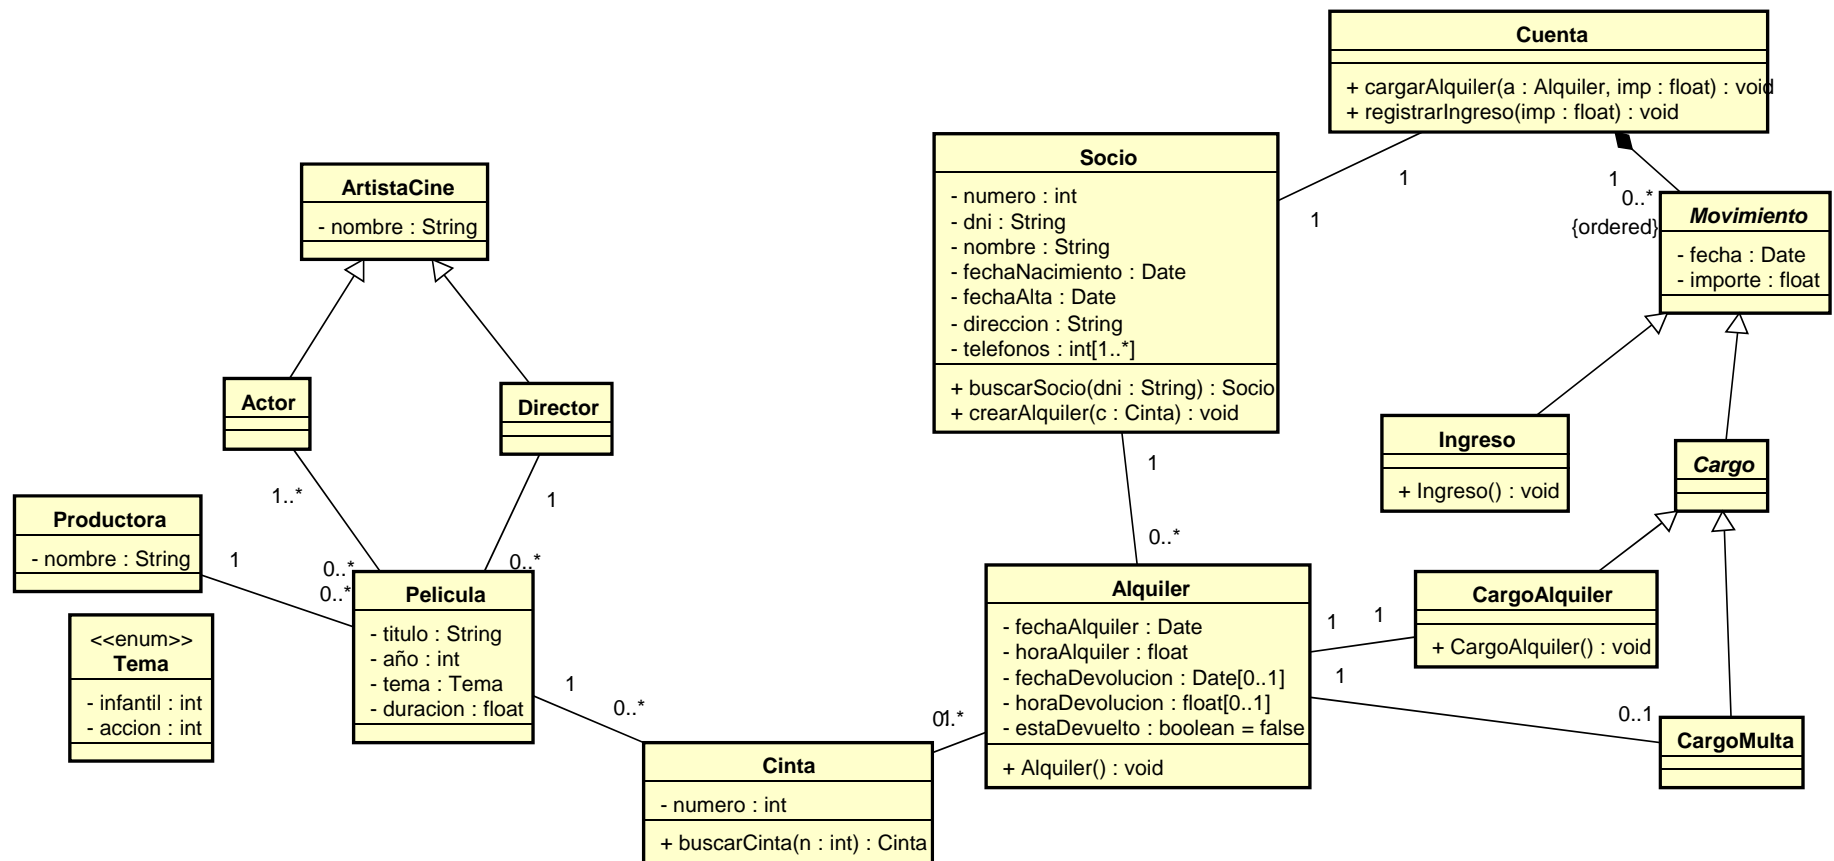 Cuenta
+ cargarAlquiler(a : Alquiler, imp : float) : void
+ registrarIngreso(imp : float) : void
Socio
- numero : int
- dni : String
- nombre : String
- fechaNacimiento : Date
- fechaAlta : Date
- direccion : String
- telefonos : int[1..*]
+ buscarSocio(dni : String) : Socio
+ crearAlquiler(c : Cinta) : void
1
1
1
0..*
{ordered}
Movimiento
- fecha : Date
- importe : float
ArtistaCine
- nombre : String
Actor
Director
Ingreso
+ Ingreso() : void
Cargo
1..*
1
1
0..*
Productora
- nombre : String
1
0..*
0..*
0..*
Pelicula
- titulo : String
- año : int
- tema : Tema
- duracion : float
<<enum>>
Tema
- infantil : int
- accion : int
1
0..*
Cinta
- numero : int
+ buscarCinta(n : int) : Cinta
1
0..*
Alquiler
- fechaAlquiler : Date
- horaAlquiler : float
- fechaDevolucion : Date[0..1]
- horaDevolucion : float[0..1]
- estaDevuelto : boolean = false
+ Alquiler() : void
1
1
CargoAlquiler
+ CargoAlquiler() : void
1
0..1
CargoMulta